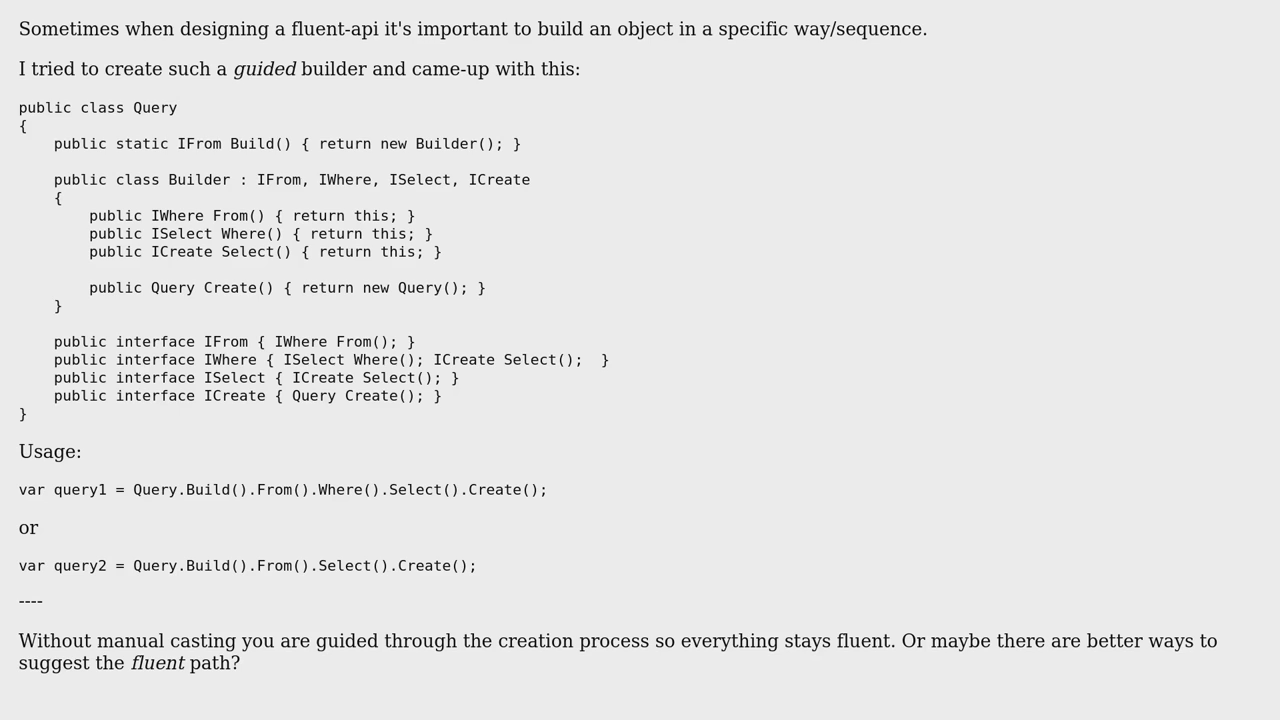 Sometimes when designing a fluent-api it's important to build an object in a specific way/sequence.
I tried to create such a guided builder and came-up with this:
public class Query
{
    public static IFrom Build() { return new Builder(); }
    public class Builder : IFrom, IWhere, ISelect, ICreate
    {
        public IWhere From() { return this; }
        public ISelect Where() { return this; }
        public ICreate Select() { return this; }
        public Query Create() { return new Query(); }
    }
    public interface IFrom { IWhere From(); }
    public interface IWhere { ISelect Where(); ICreate Select();  }
    public interface ISelect { ICreate Select(); }
    public interface ICreate { Query Create(); }
}
Usage:
var query1 = Query.Build().From().Where().Select().Create();
or
var query2 = Query.Build().From().Select().Create();
----
Without manual casting you are guided through the creation process so everything stays fluent. Or maybe there are better ways to
suggest the fluent path?